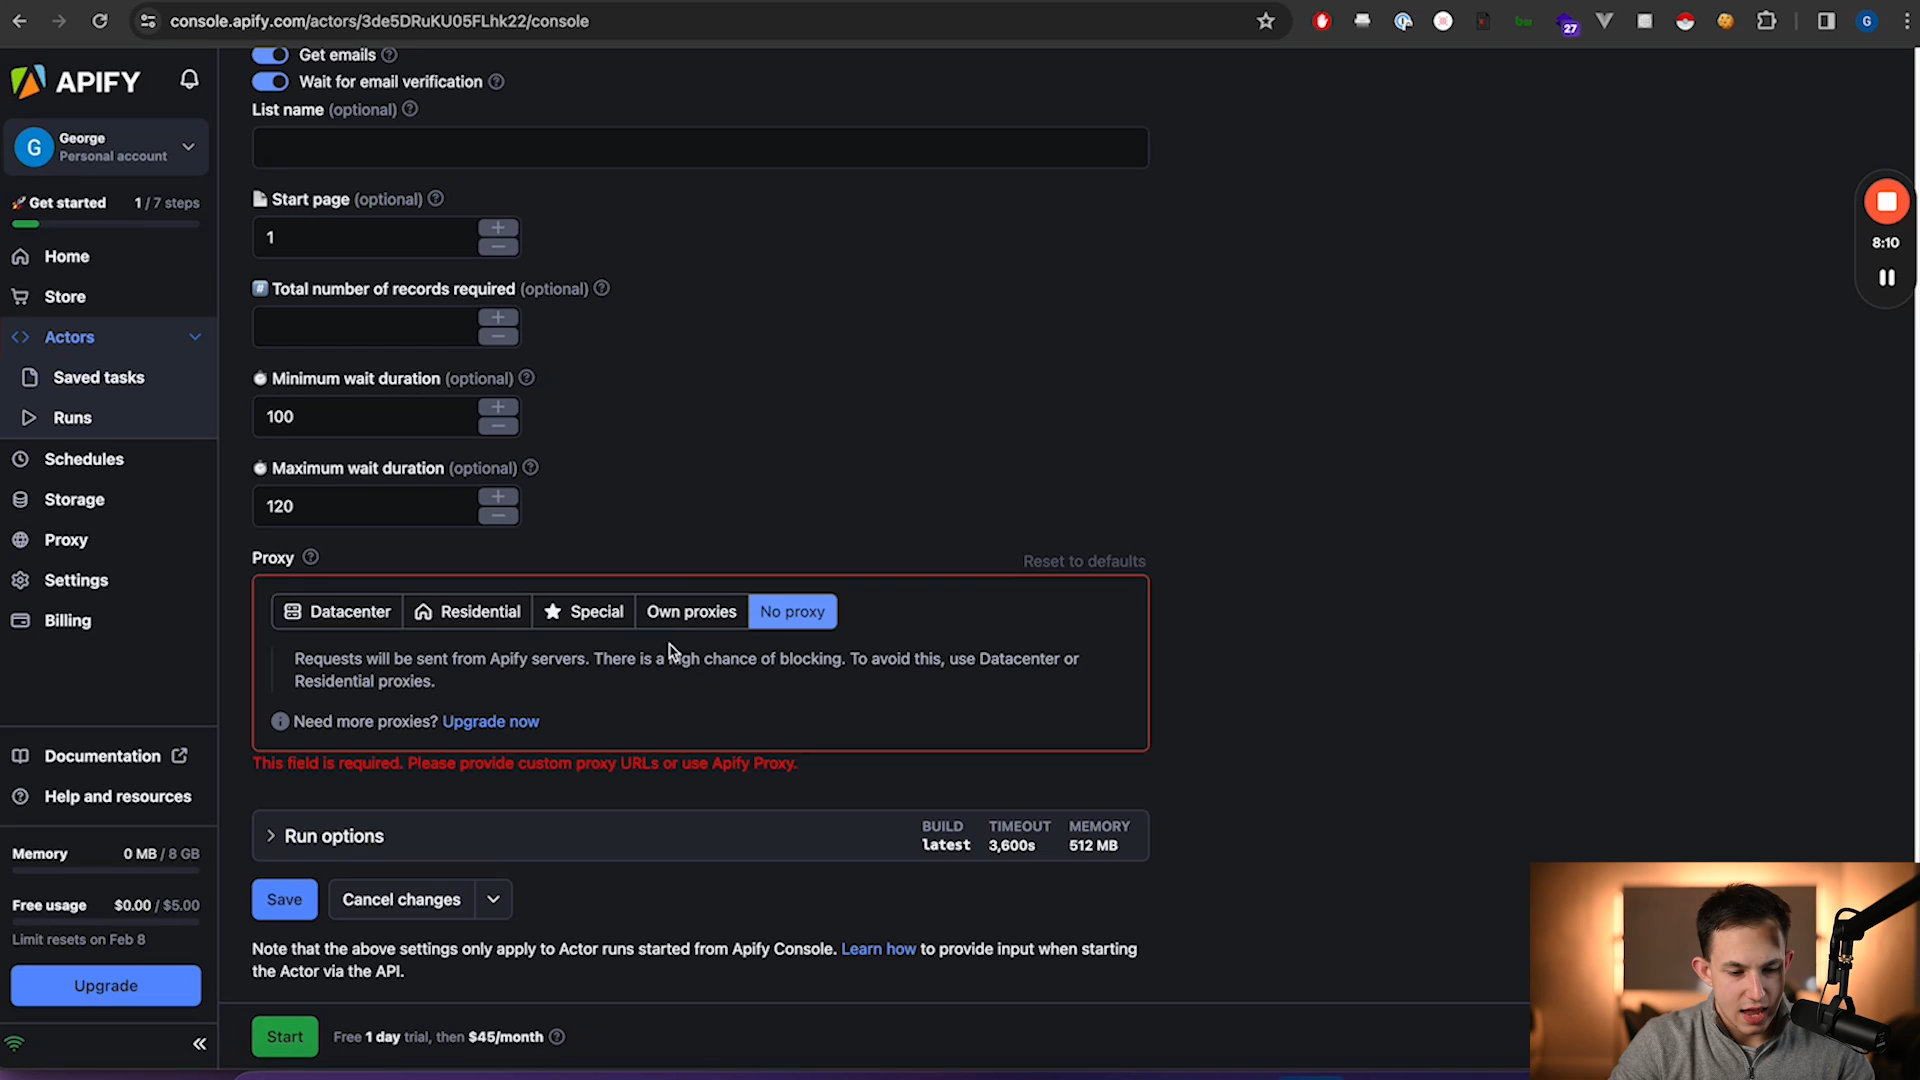 console.apify.com/actors/3de5DRuKU05FLhk22/console
27
G
APIFY
G
George
Personal account
Get started 1 / 7 steps
Home
Store
Actors
Saved tasks
Runs
Schedules
Storage
Proxy
Settings
Billing
Documentation
Help and resources
Memory 0 MB / 8 GB
Free usage $0.00 / $5.00
Limit resets on Feb 8
Upgrade
Get emails
Wait for email verification
List name (optional)
Start page (optional)
1
# Total number of records required (optional)
Minimum wait duration (optional)
100
Maximum wait duration (optional)
120
Proxy
Reset to defaults
Datacenter Residential Special Own proxies No proxy
Requests will be sent from Apify servers. There is a high chance of blocking. To avoid this, use Datacenter or
Residential proxies.
Need more proxies? Upgrade now
This field is required. Please provide custom proxy URLs or use Apify Proxy.
Run options
BUILD TIMEOUT MEMORY
latest 3,600s 512 MB
Save Cancel changes
Note that the above settings only apply to Actor runs started from Apify Console. Learn how to provide input when starting
the Actor via the API.
Start Free 1 day trial, then $45/month
8:10